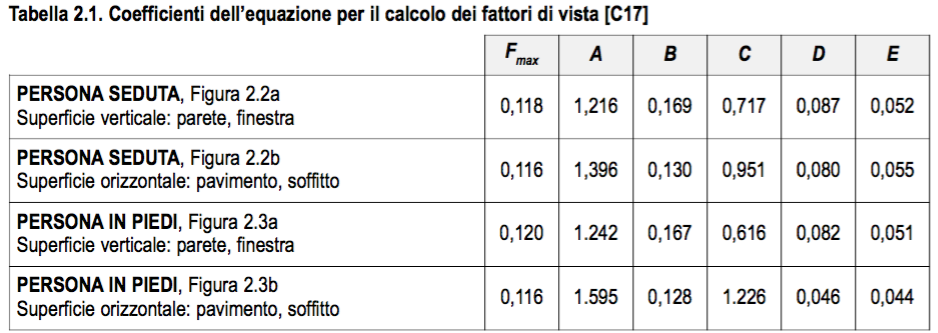 Tabella 2.1. Coefficienti dell'equazione per il calcolo dei fattori di vista [C17]
Fmax A B C D E
PERSONA SEDUTA, Figura 2.2a
Superficie verticale: parete, finestra
0,118 1,216 0,169 0,717 0,087 0,052
PERSONA SEDUTA, Figura 2.2b
Superficie orizzontale: pavimento, soffitto
0,116 1,396 0,130 0,951 0,080 0,055
PERSONA IN PIEDI, Figura 2.3a
Superficie verticale: parete, finestra
0,120 1.242 0,167 0,616 0,082 0,051
PERSONA IN PIEDI, Figura 2.3b
Superficie orizzontale: pavimento, soffitto
0,116 1.595 0,128 1.226 0,046 0,044